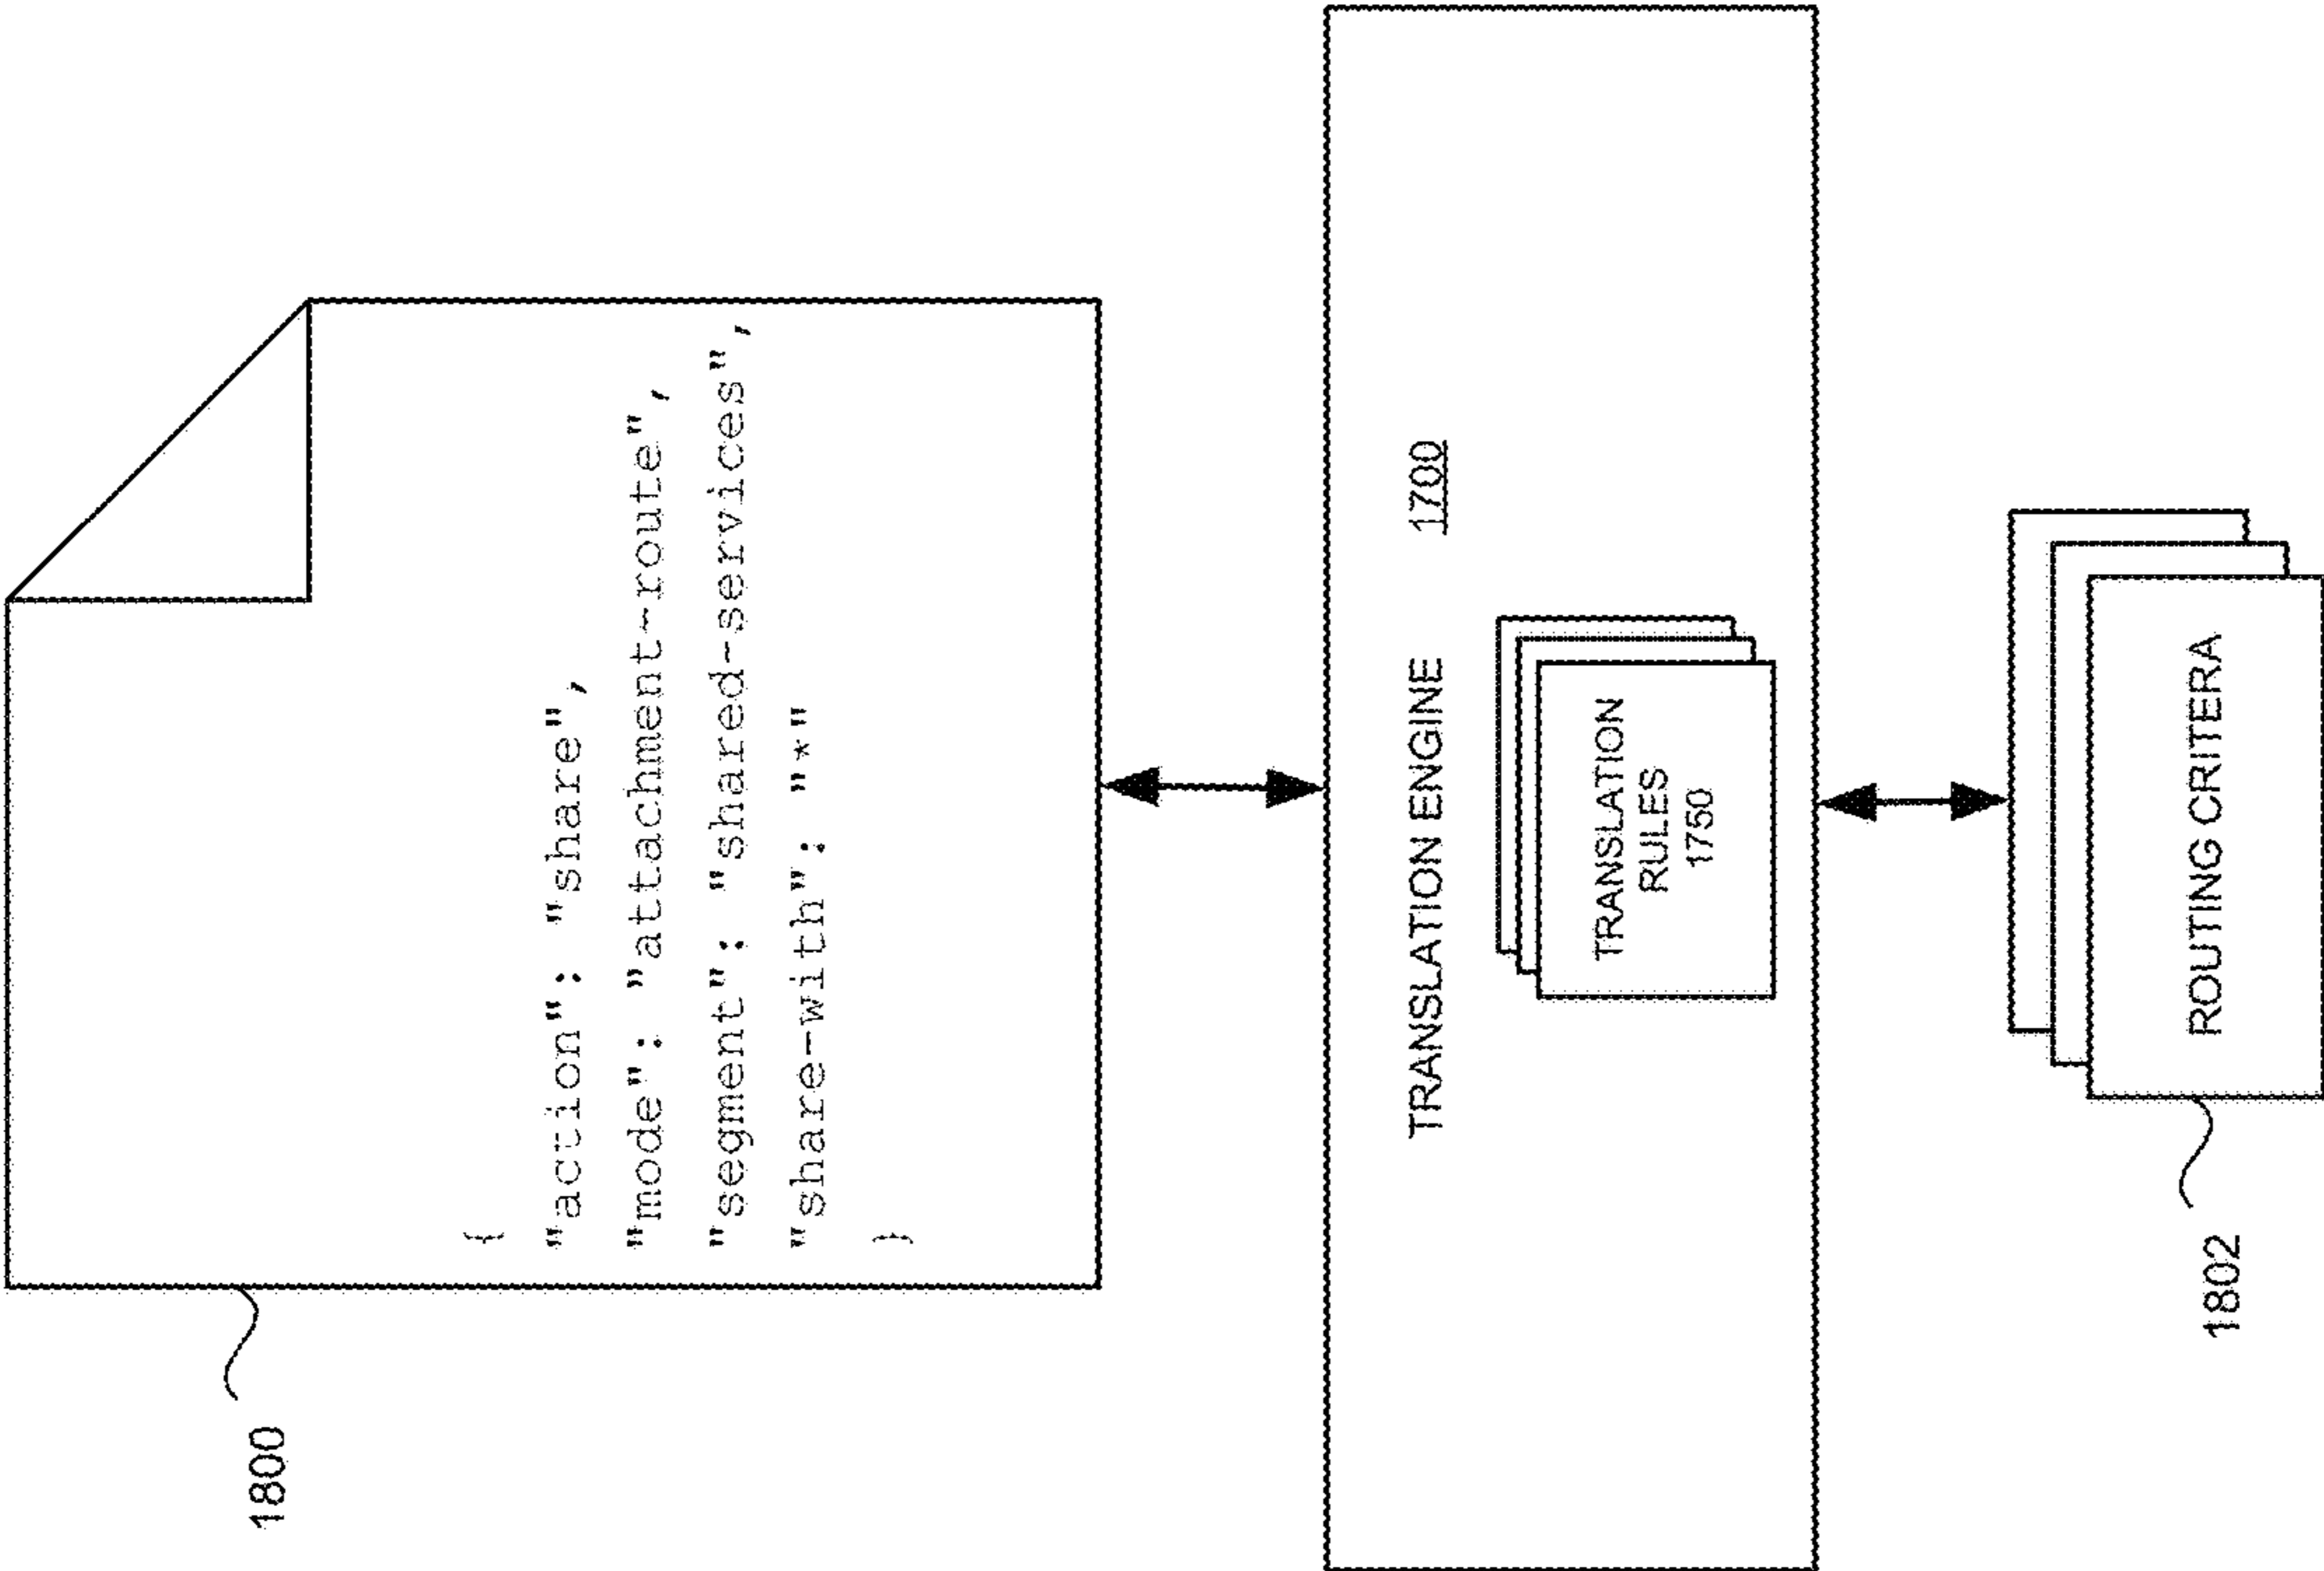 1800
{
"action": "share",
"mode": "attachment-route",
"segment": "shared-services",
"share-with": "*"
}
TRANSLATION ENGINE 1700
TRANSLATION
RULES
1750
ROUTING CRITERA
1802